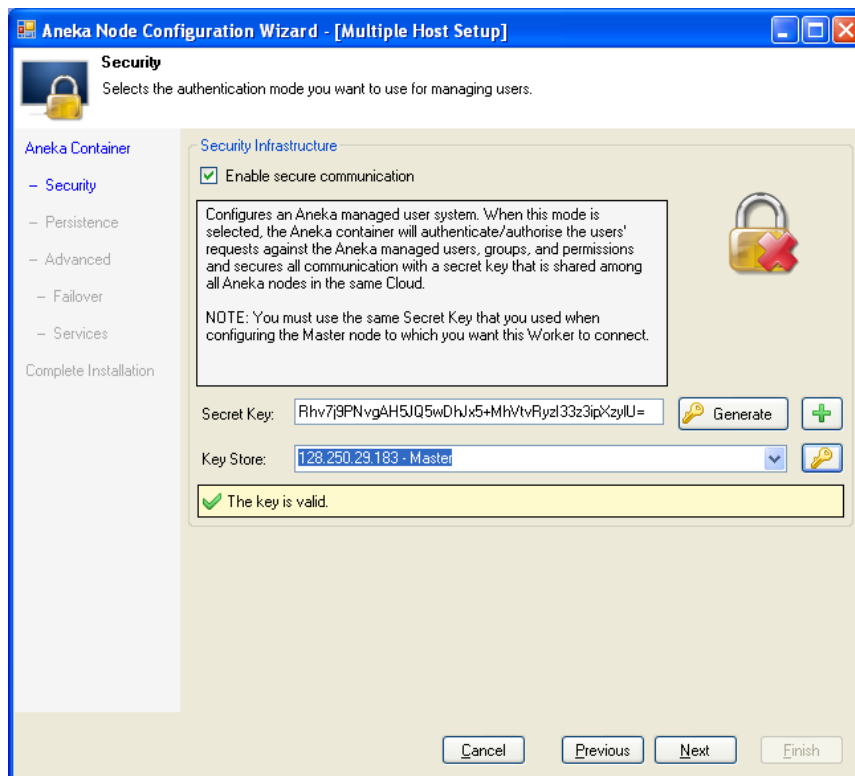 Aneka Node Configuration Wizard - [Multiple Host Setup]
Security
Selects the authentication mode you want to use for managing users.
Aneka Container
– Security
– Persistence
– Advanced
– Failover
– Services
Complete Installation
Security Infrastructure
Enable secure communication
Configures an Aneka managed user system. When this mode is
selected, the Aneka container will authenticate/authorise the users'
requests against the Aneka managed users, groups, and permissions
and secures all communication with a secret key that is shared among
all Aneka nodes in the same Cloud.
NOTE: You must use the same Secret Key that you used when
configuring the Master node to which you want this Worker to connect.
Secret Key: Rhv7j9PNvgAH5JQ5wDhJx5+MhVtvRyzI33z3ipXzyIU= Generate
Key Store: 128.250.29.183 - Master
The key is valid.
Cancel Previous Next Finish